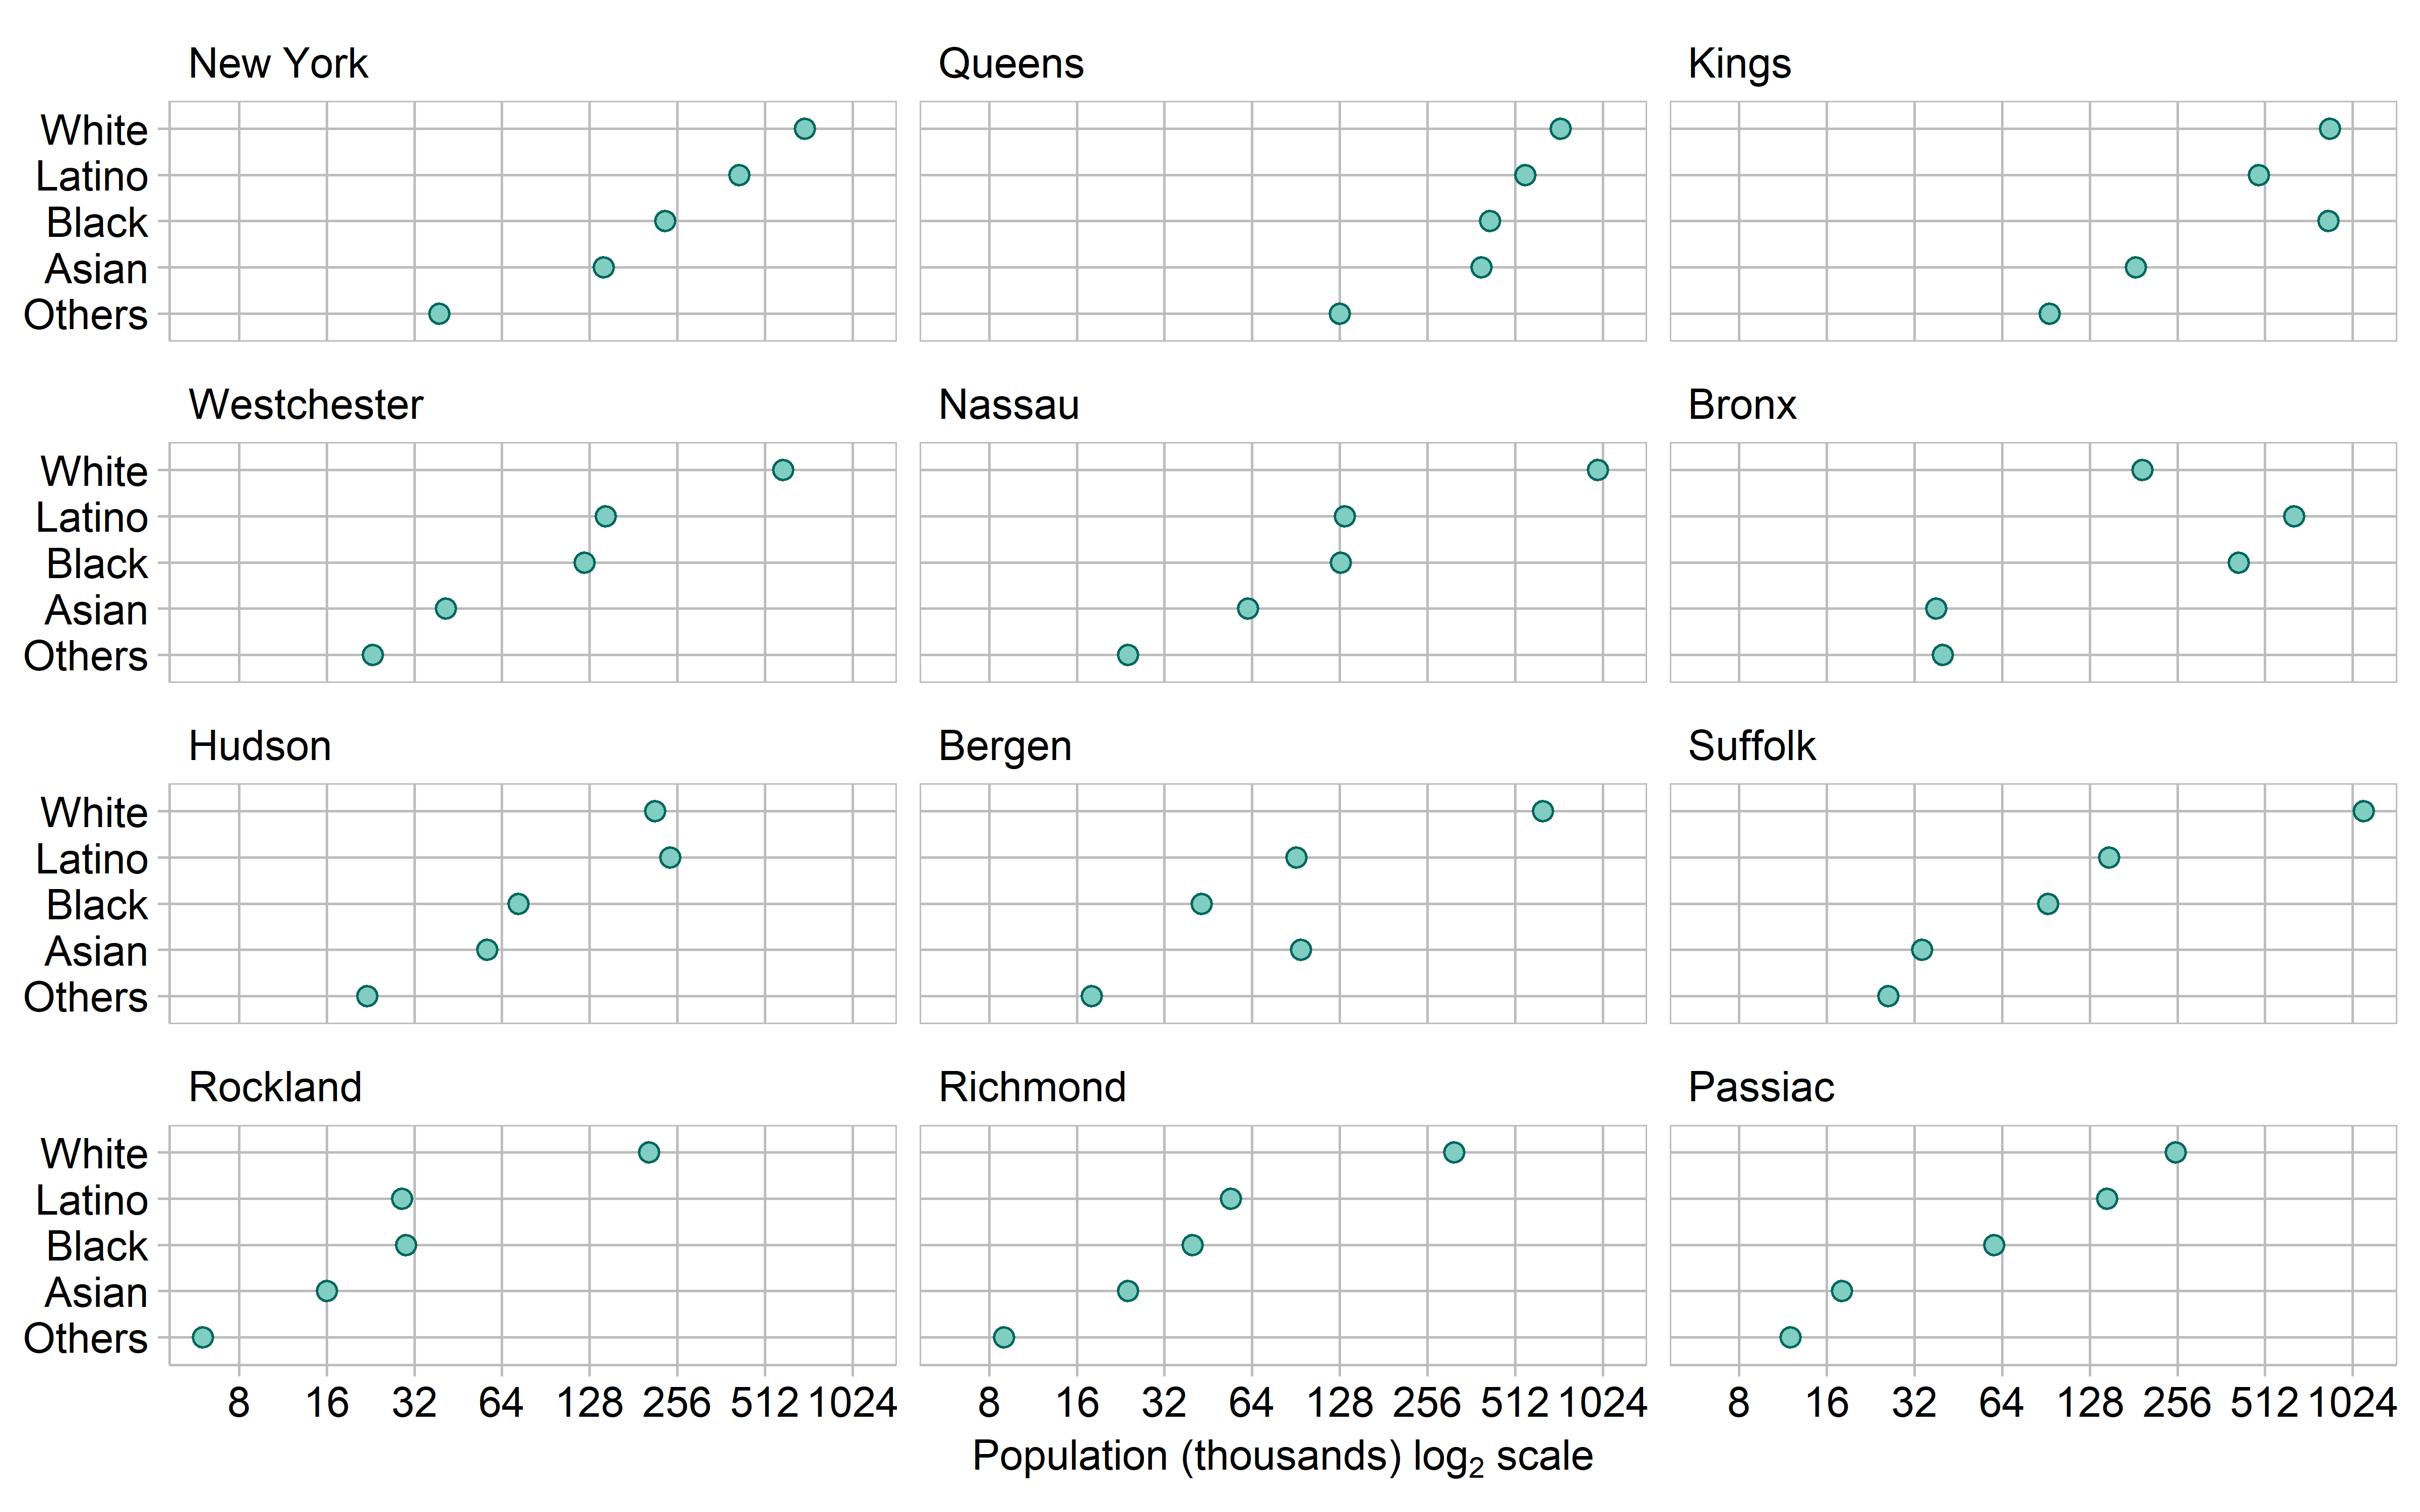 New York Queens Kings
White
Latino
Black
Asian
Others
Westchester Nassau Bronx
White
Latino
Black
Asian
Others
Hudson Bergen Suffolk
White
Latino
Black
Asian
Others
Rockland Richmond Passiac
White
Latino
Black
Asian
Others
8 16 32 64 128 256 512 1024 8 16 32 64 128 256 512 1024 8 16 32 64 128 256 512 1024
Population (thousands) log₂ scale